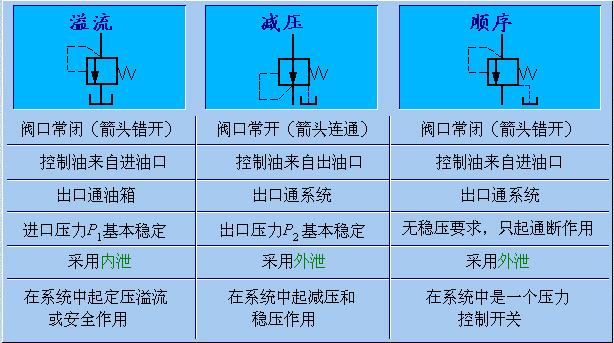 溢流 减压 顺序
阀口常闭（箭头错开） 阀口常开（箭头连通） 阀口常闭（箭头错开）
控制油来自进油口 控制油来自出油口 控制油来自进油口
出口通油箱 出口通系统 出口通系统
进口压力P1基本稳定 出口压力P2基本稳定 无稳压要求，只起通断作用
采用内泄 采用外泄 采用外泄
在系统中起定压溢流 在系统中起减压和 在系统中是一个压力
或安全作用 稳压作用 控制开关